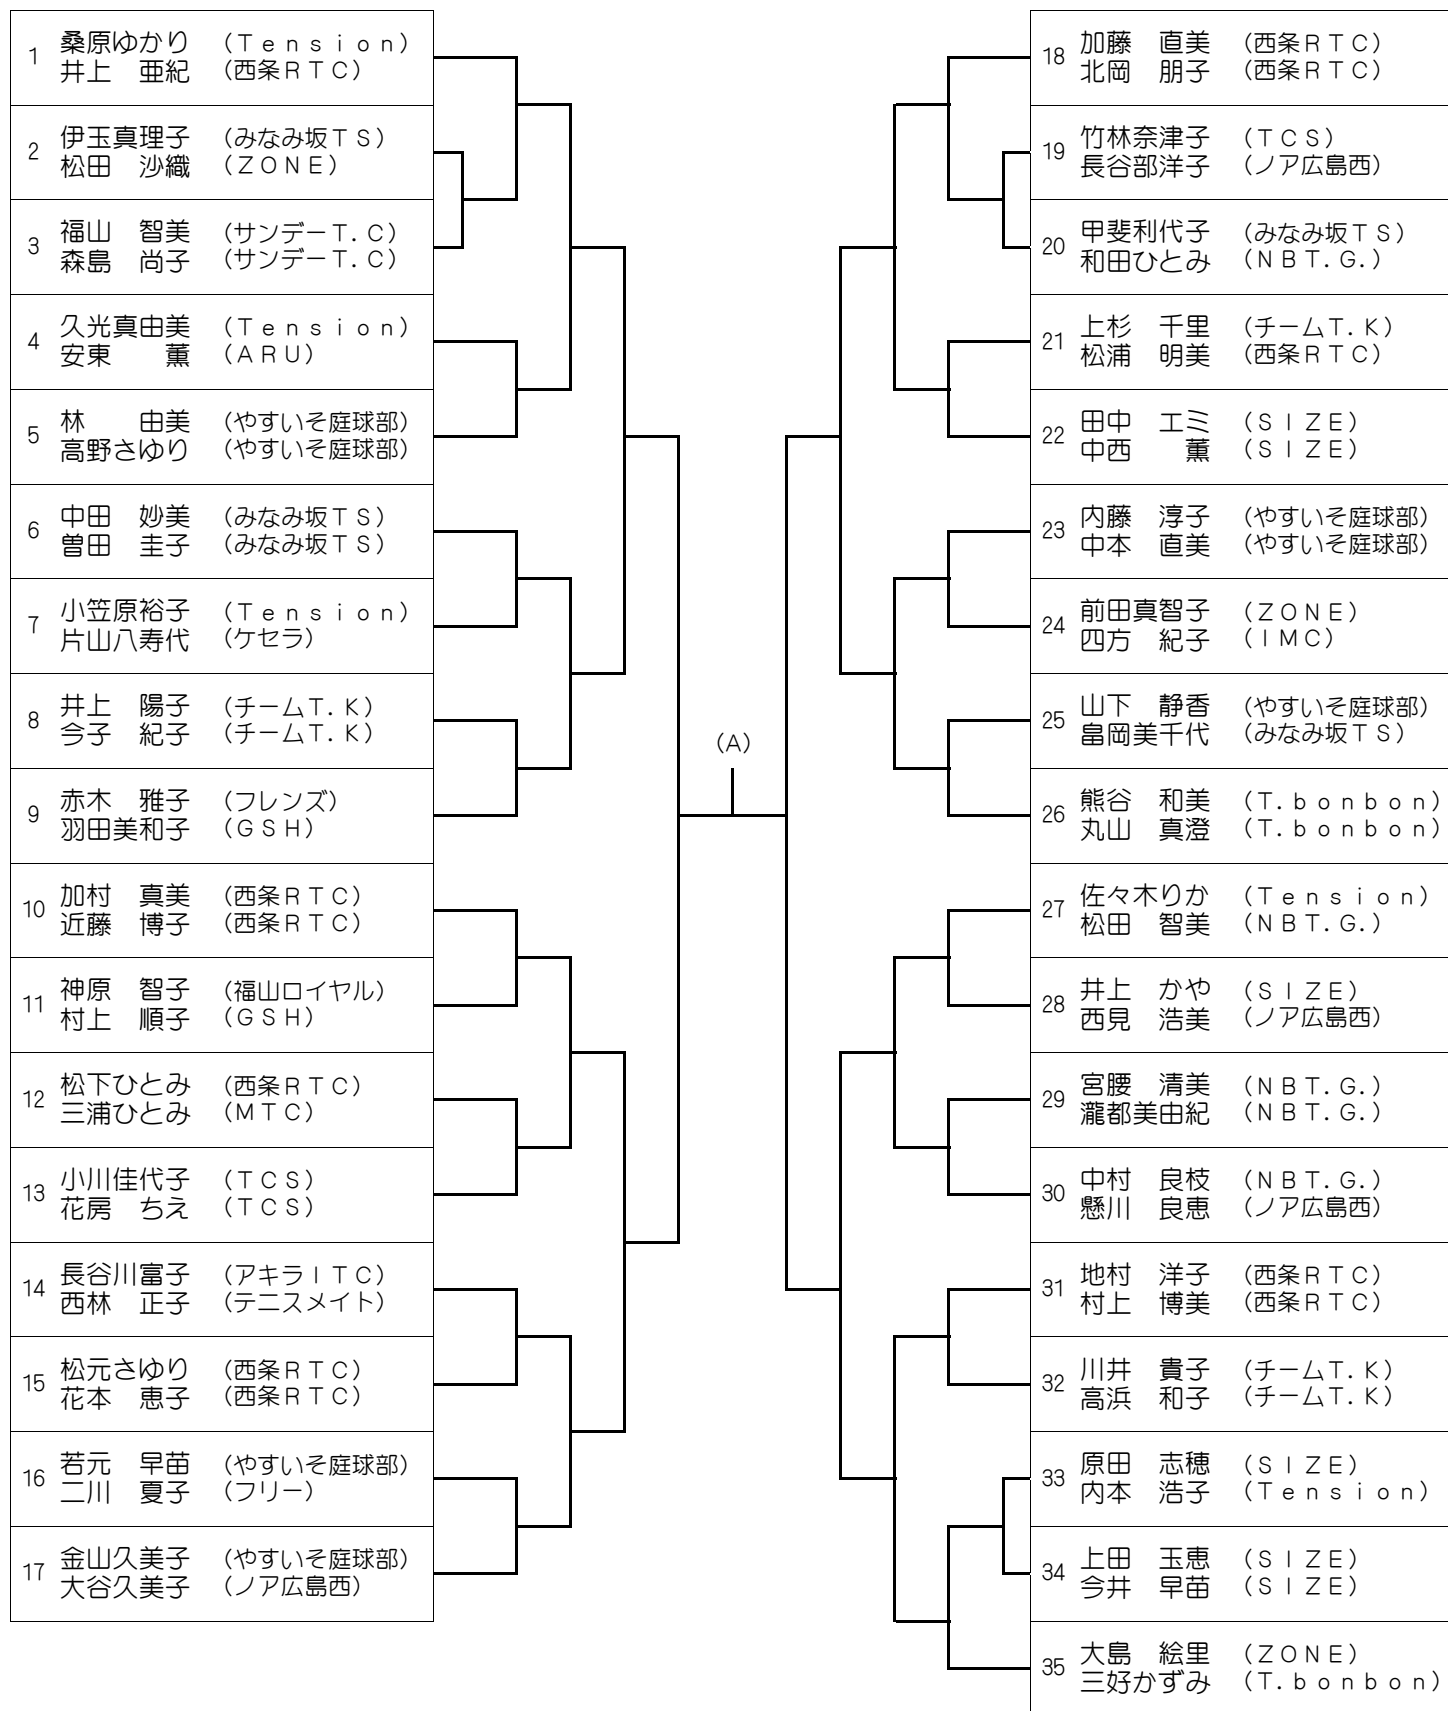 1 桑原ゆかり （Ｔｅｎｓｉｏｎ）
井上　亜紀 （西条ＲＴＣ）
2 伊玉真理子 （みなみ坂ＴＳ）
松田　沙織 （ＺＯＮＥ）
3 福山　智美 （サンデーＴ．Ｃ）
森島　尚子 （サンデーＴ．Ｃ）
4 久光真由美 （Ｔｅｎｓｉｏｎ）
安東　　薫 （ＡＲＵ）
5 林　　由美 （やすいそ庭球部）
高野さゆり （やすいそ庭球部）
6 中田　妙美 （みなみ坂ＴＳ）
曽田　圭子 （みなみ坂ＴＳ）
7 小笠原裕子 （Ｔｅｎｓｉｏｎ）
片山八寿代 （ケセラ）
8 井上　陽子 （チームＴ．Ｋ）
今子　紀子 （チームＴ．Ｋ）
9 赤木　雅子 （フレンズ）
羽田美和子 （ＧＳＨ）
10 加村　真美 （西条ＲＴＣ）
近藤　博子 （西条ＲＴＣ）
11 神原　智子 （福山ロイヤル）
村上　順子 （ＧＳＨ）
12 松下ひとみ （西条ＲＴＣ）
三浦ひとみ （ＭＴＣ）
13 小川佳代子 （ＴＣＳ）
花房　ちえ （ＴＣＳ）
14 長谷川富子 （アキラＩＴＣ）
西林　正子 （テニスメイト）
15 松元さゆり （西条ＲＴＣ）
花本　恵子 （西条ＲＴＣ）
16 若元　早苗 （やすいそ庭球部）
二川　夏子 （フリー）
17 金山久美子 （やすいそ庭球部）
大谷久美子 （ノア広島西）
（A）
18 加藤　直美 （西条ＲＴＣ）
北岡　朋子 （西条ＲＴＣ）
19 竹林奈津子 （ＴＣＳ）
長谷部洋子 （ノア広島西）
20 甲斐利代子 （みなみ坂ＴＳ）
和田ひとみ （ＮＢＴ．Ｇ．）
21 上杉　千里 （チームＴ．Ｋ）
松浦　明美 （西条ＲＴＣ）
22 田中　エミ （ＳＩＺＥ）
中西　　薫 （ＳＩＺＥ）
23 内藤　淳子 （やすいそ庭球部）
中本　直美 （やすいそ庭球部）
24 前田真智子 （ＺＯＮＥ）
四方　紀子 （ＩＭＣ）
25 山下　静香 （やすいそ庭球部）
畠岡美千代 （みなみ坂ＴＳ）
26 熊谷　和美 （Ｔ．ｂｏｎｂｏｎ）
丸山　真澄 （Ｔ．ｂｏｎｂｏｎ）
27 佐々木りか （Ｔｅｎｓｉｏｎ）
松田　智美 （ＮＢＴ．Ｇ．）
28 井上　かや （ＳＩＺＥ）
西見　浩美 （ノア広島西）
29 宮腰　清美 （ＮＢＴ．Ｇ．）
瀧都美由紀 （ＮＢＴ．Ｇ．）
30 中村　良枝 （ＮＢＴ．Ｇ．）
懸川　良恵 （ノア広島西）
31 地村　洋子 （西条ＲＴＣ）
村上　博美 （西条ＲＴＣ）
32 川井　貴子 （チームＴ．Ｋ）
高浜　和子 （チームＴ．Ｋ）
33 原田　志穂 （ＳＩＺＥ）
内本　浩子 （Ｔｅｎｓｉｏｎ）
34 上田　玉恵 （ＳＩＺＥ）
今井　早苗 （ＳＩＺＥ）
35 大島　絵里 （ＺＯＮＥ）
三好かずみ （Ｔ．ｂｏｎｂｏｎ）